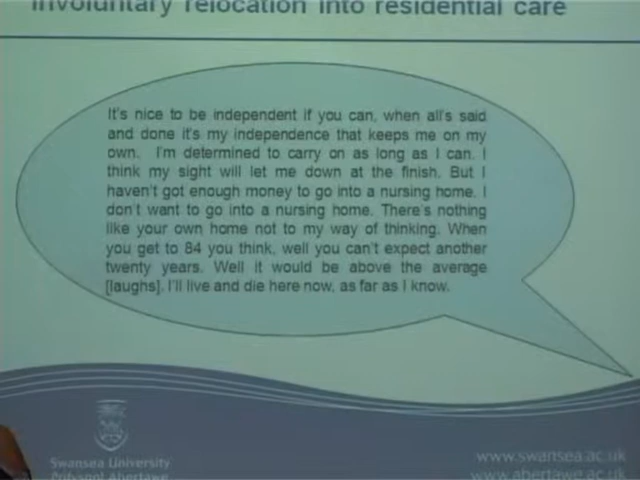 Involuntary relocation into residential care
It's nice to be independent if you can, when all's said
and done it's my independence that keeps me on my
own. I'm determined to carry on as long as I can. I
think my sight will let me down at the finish. But I
haven't got enough money to go into a nursing home. I
don't want to go into a nursing home. There's nothing
like your own home not to my way of thinking. When
you get to 84 you think, well you can't expect another
twenty years. Well it would be above the average
[laughs]. I'll live and die here now, as far as I know.
Swansea University
Prifysgol Abertawe
www.swansea.ac.uk
www.abertawe.ac.uk